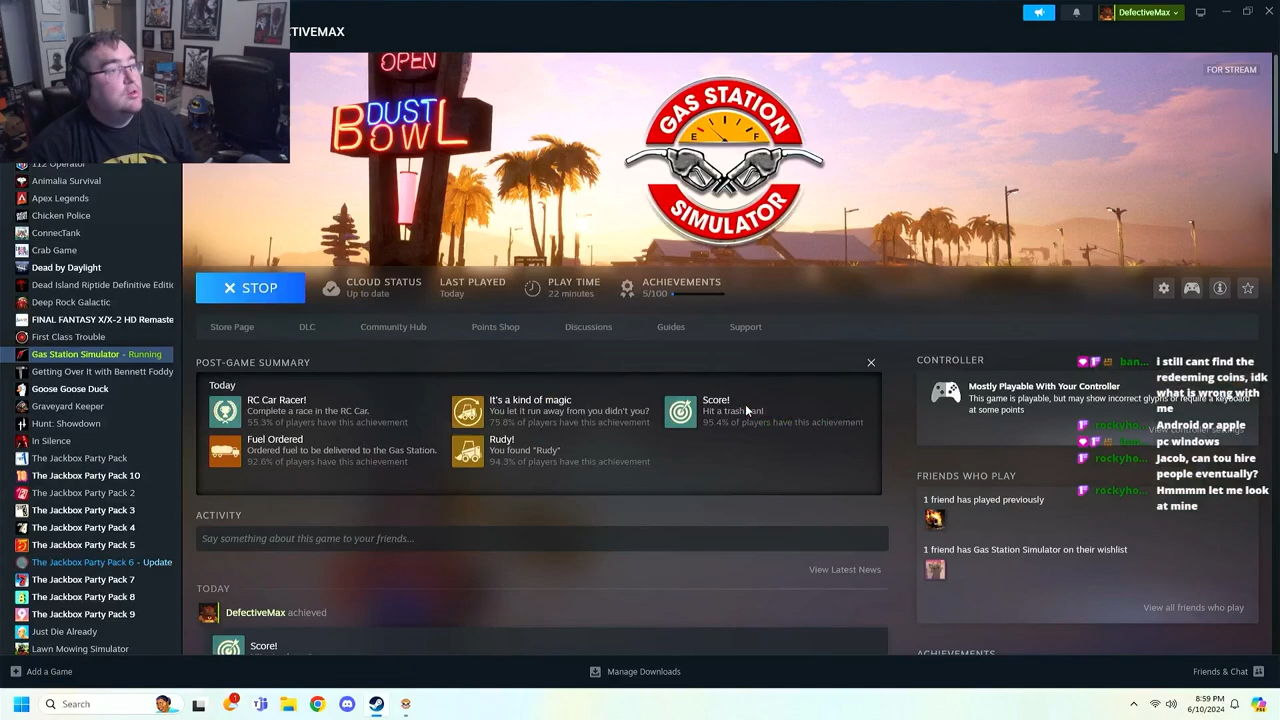 DefectiveMax
CTIVEMAX
OPEN
DUST
BOWL
GAS STATION
E F
SIMULATOR
FOR STREAM
112 Operator
Animalia Survival
Apex Legends
Chicken Police
ConnecTank
Crab Game
Dead by Daylight
Dead Island Riptide Definitive Editic
Deep Rock Galactic
FINAL FANTASY X/X-2 HD Remaste
First Class Trouble
Gas Station Simulator - Running
Getting Over It with Bennett Foddy
Goose Goose Duck
Graveyard Keeper
Hunt: Showdown
In Silence
The Jackbox Party Pack
The Jackbox Party Pack 10
The Jackbox Party Pack 2
The Jackbox Party Pack 3
The Jackbox Party Pack 4
The Jackbox Party Pack 5
The Jackbox Party Pack 6 - Update
The Jackbox Party Pack 7
The Jackbox Party Pack 8
The Jackbox Party Pack 9
Just Die Already
Lawn Mowing Simulator
STOP
CLOUD STATUS
Up to date
LAST PLAYED
Today
PLAY TIME
22 minutes
ACHIEVEMENTS
5/100
Store Page
DLC
Community Hub
Points Shop
Discussions
Guides
Support
POST-GAME SUMMARY
Today
RC Car Racer!
Complete a race in the RC Car.
55.3% of players have this achievement
It's a kind of magic
You let it run away from you didn't you?
75.8% of players have this achievement
Score!
Hit a trash can!
95.4% of players have this achievement
Fuel Ordered
Ordered fuel to be delivered to the Gas Station.
92.6% of players have this achievement
Rudy!
You found "Rudy"
94.3% of players have this achievement
ACTIVITY
Say something about this game to your friends...
View Latest News
TODAY
DefectiveMax achieved
Score!
CONTROLLER
Mostly Playable With Your Controller
This game is playable, but may show incorrect glyphs or
at some points
FRIENDS WHO PLAY
1 friend has played previously
1 friend has Gas Station Simulator on their wishlist
View all friends who play
ACHIEVEMENTS
ban... i still cant find the
redeeming coins, idk
what is wrong with
me
rockyho... Android or apple
pc windows
rockyho... Jacob, can tou hire
people eventually?
rockyho... Hmmmm let me look
at mine
Add a Game
Manage Downloads
Friends & Chat
Search
1
8:59 PM
6/10/2024